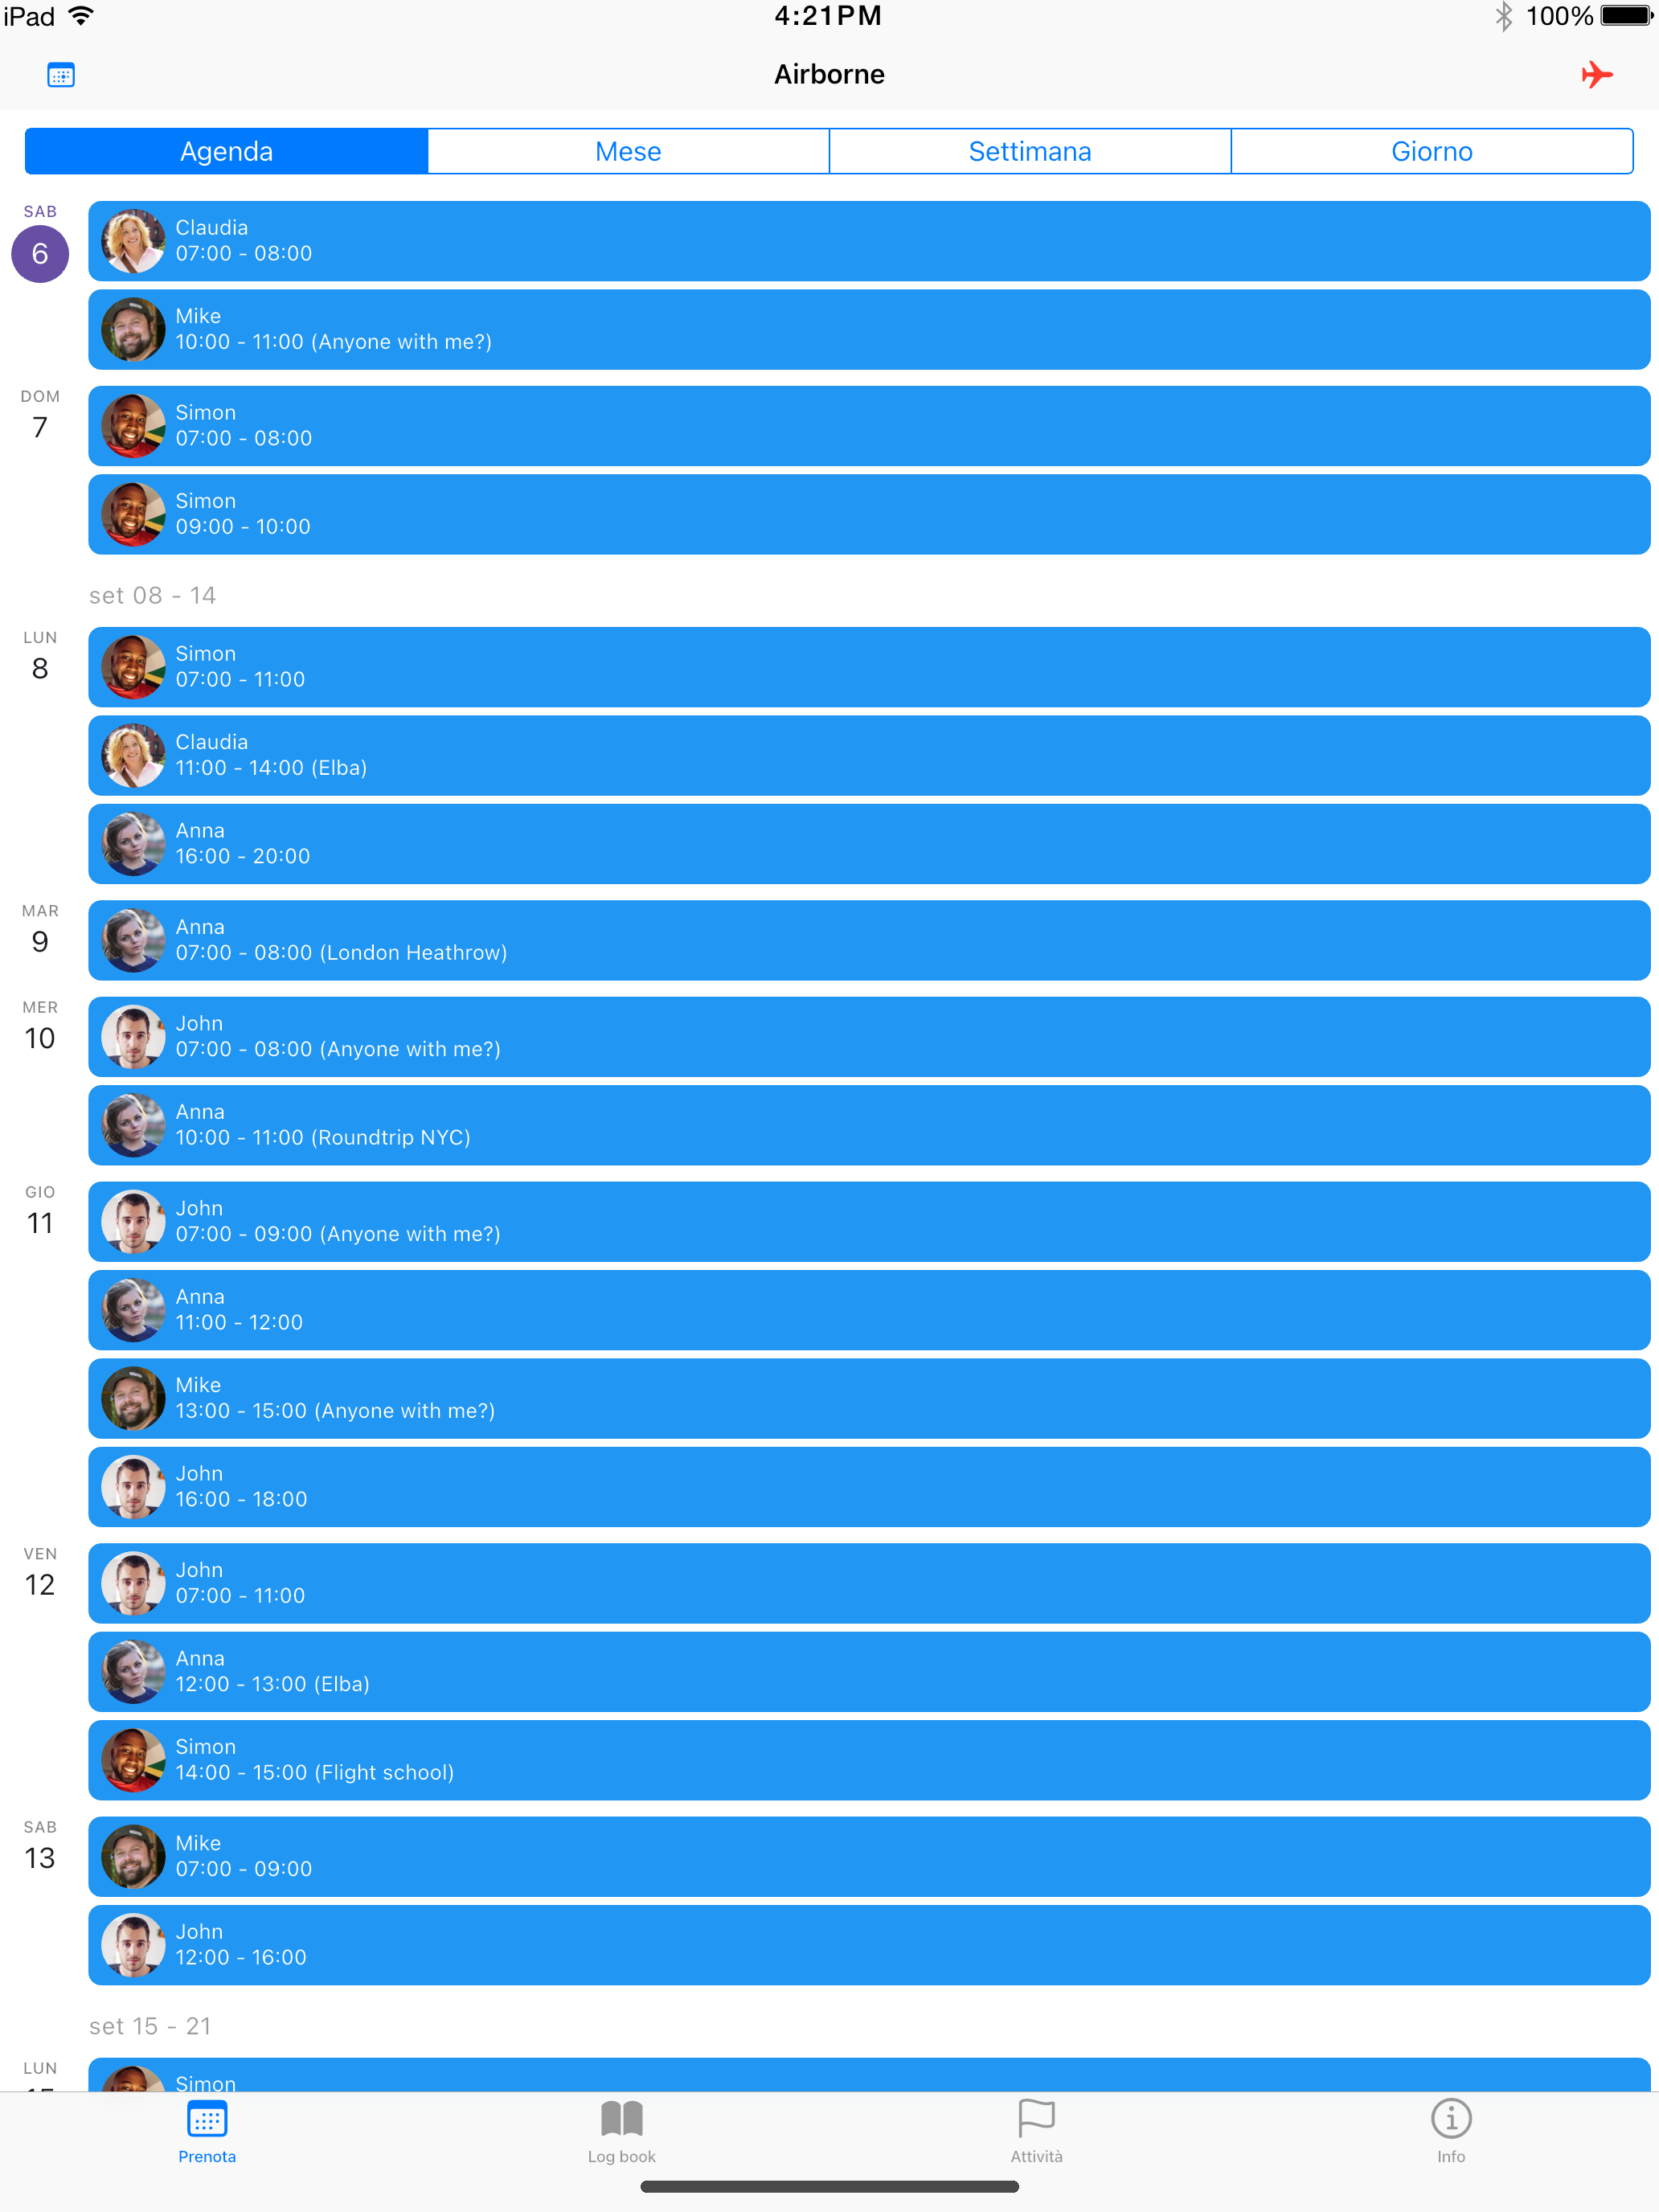 iPad 4:21PM 100%
Airborne
Agenda Mese Settimana Giorno
SAB
6
Claudia
07:00 - 08:00
Mike
10:00 - 11:00 (Anyone with me?)
DOM
7
Simon
07:00 - 08:00
Simon
09:00 - 10:00
set 08 - 14
LUN
8
Simon
07:00 - 11:00
Claudia
11:00 - 14:00 (Elba)
Anna
16:00 - 20:00
MAR
9
Anna
07:00 - 08:00 (London Heathrow)
MER
10
John
07:00 - 08:00 (Anyone with me?)
Anna
10:00 - 11:00 (Roundtrip NYC)
GIO
11
John
07:00 - 09:00 (Anyone with me?)
Anna
11:00 - 12:00
Mike
13:00 - 15:00 (Anyone with me?)
John
16:00 - 18:00
VEN
12
John
07:00 - 11:00
Anna
12:00 - 13:00 (Elba)
Simon
14:00 - 15:00 (Flight school)
SAB
13
Mike
07:00 - 09:00
John
12:00 - 16:00
set 15 - 21
LUN
Simon
Prenota Log book Attività Info